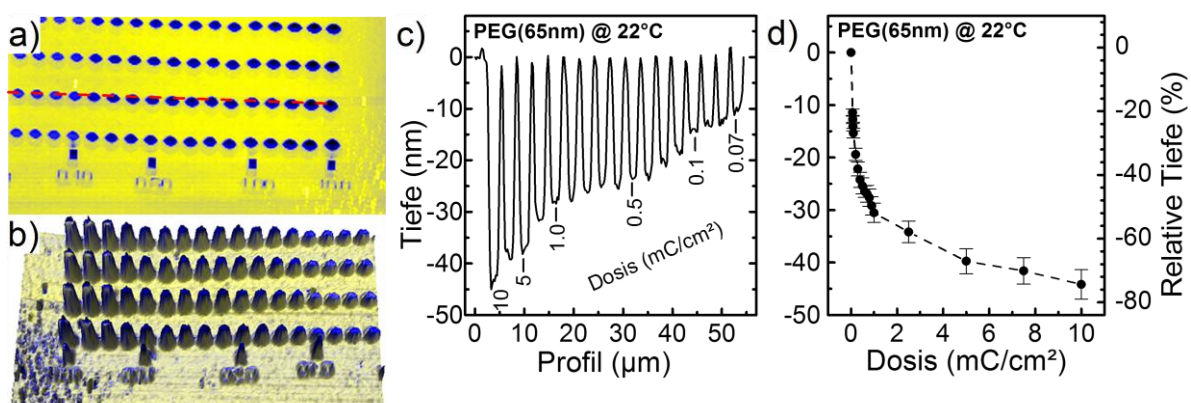 a)
b)
c)
PEG(65nm) @ 22°C
Tiefe (nm)
0
-10
-20
-30
-40
-50
10
5
1.0
0.5
0.1
0.07
Dosis (mC/cm²)
0 10 20 30 40 50
Profil (µm)
d)
PEG(65nm) @ 22°C
0
-10
-20
-30
-40
-50
0 2 4 6 8 10
Dosis (mC/cm²)
0
-20
-40
-60
-80
Relative Tiefe (%)